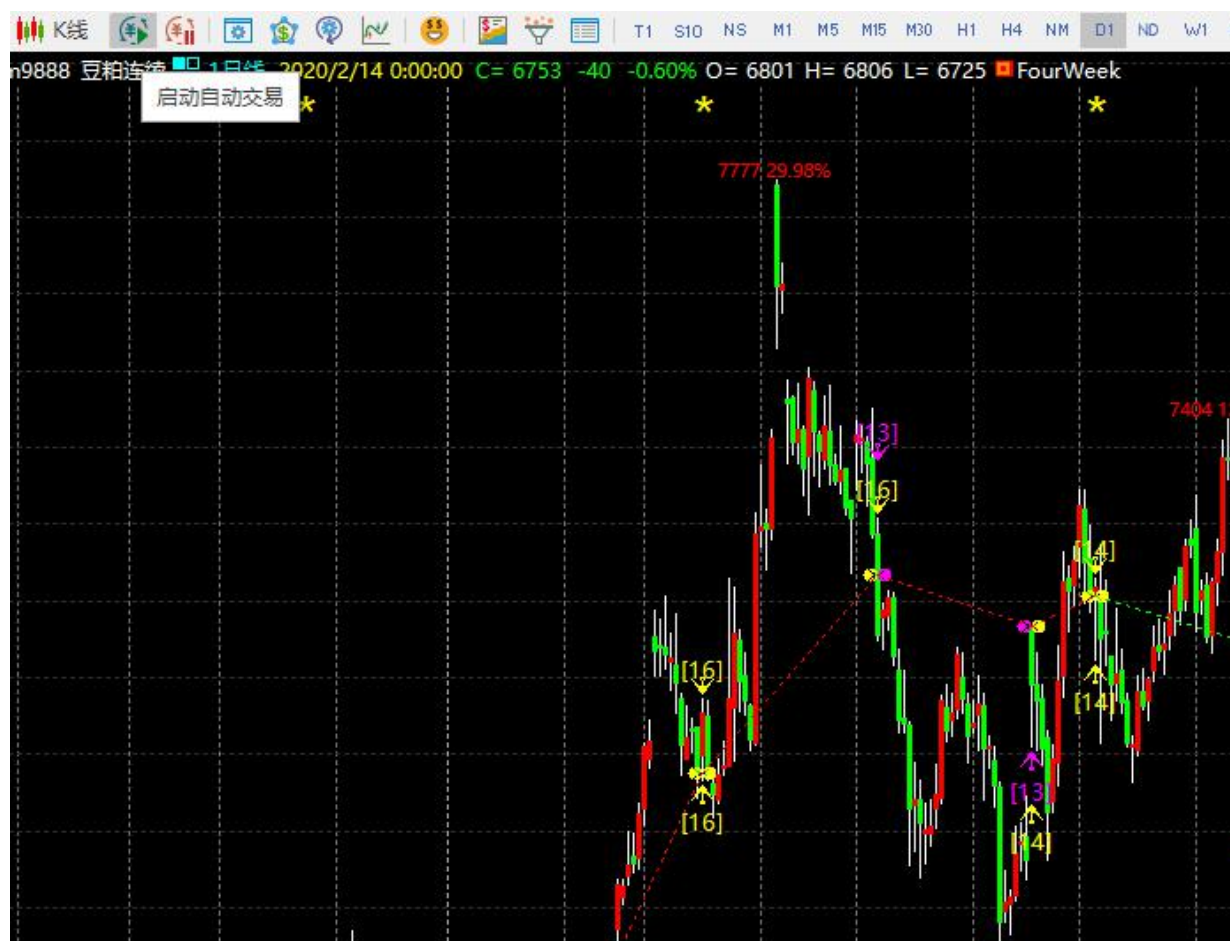 K线 T1 S10 NS M1 M5 M15 M30 H1 H4 NM D1 ND W1
9888 豆粕连续 1日线 2020/2/14 0:00:00 C= 6753 -40 -0.60% O= 6801 H= 6806 L= 6725 FourWeek
启动自动交易
* * *
7777 29.98%
7404 1
[13]
[16]
[14]
[16]
[14]
[13]
[16]
[14]